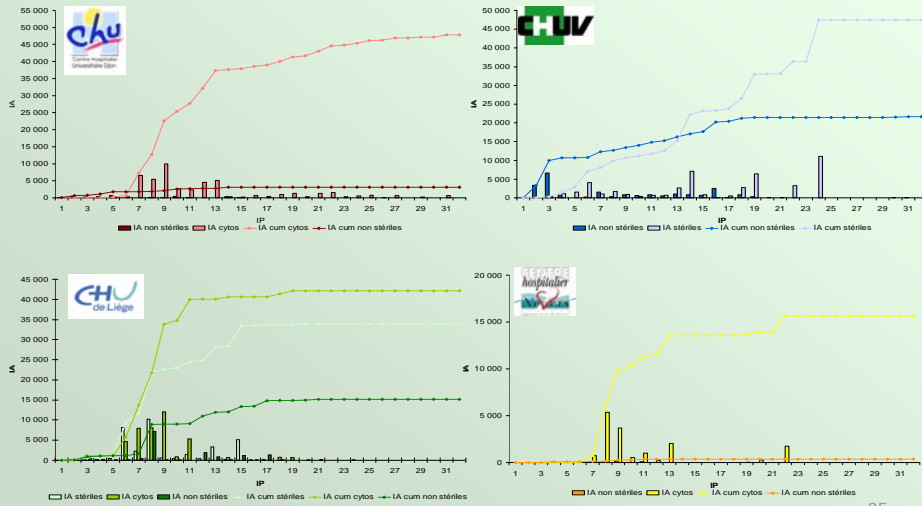 55 000
50 000
45 000
40 000
35 000
30 000
25 000
20 000
15 000
10 000
5 000
0
IA
chu
Centre Hospitalier
Universitaire Dijon
1 3 5 7 9 11 13 15 17 19 21 23 25 27 29 31
IP
IA non stériles IA cytos IA cum cytos IA cum non stériles
50 000
45 000
40 000
35 000
30 000
25 000
20 000
15 000
10 000
5 000
0
IA
CHUV
1 3 5 7 9 11 13 15 17 19 21 23 25 27 29 31
IP
IA non stériles IA stériles IA cum non stériles IA cum stériles
45 000
40 000
35 000
30 000
25 000
20 000
15 000
10 000
5 000
0
IA
CHU
de Liège
1 3 5 7 9 11 13 15 17 19 21 23 25 27 29 31
IP
IA stériles IA cytos IA non stériles IA cum stériles IA cum cytos IA cum non stériles
20 000
15 000
10 000
5 000
0
IA
CENTRE
hospitalier
1 3 5 7 9 11 13 15 17 19 21 23 25 27 29 31
IP
IA non stériles IA cytos IA cum cytos IA cum non stériles